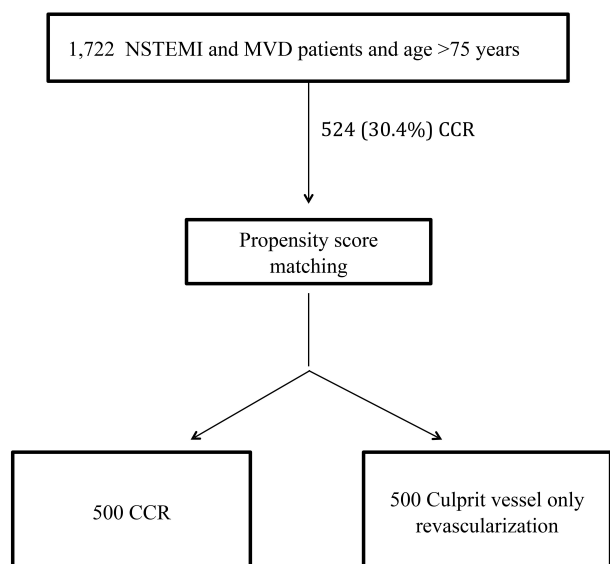 1,722 NSTEMI and MVD patients and age >75 years
524 (30.4%) CCR
Propensity score
matching
500 CCR
500 Culprit vessel only
revascularization